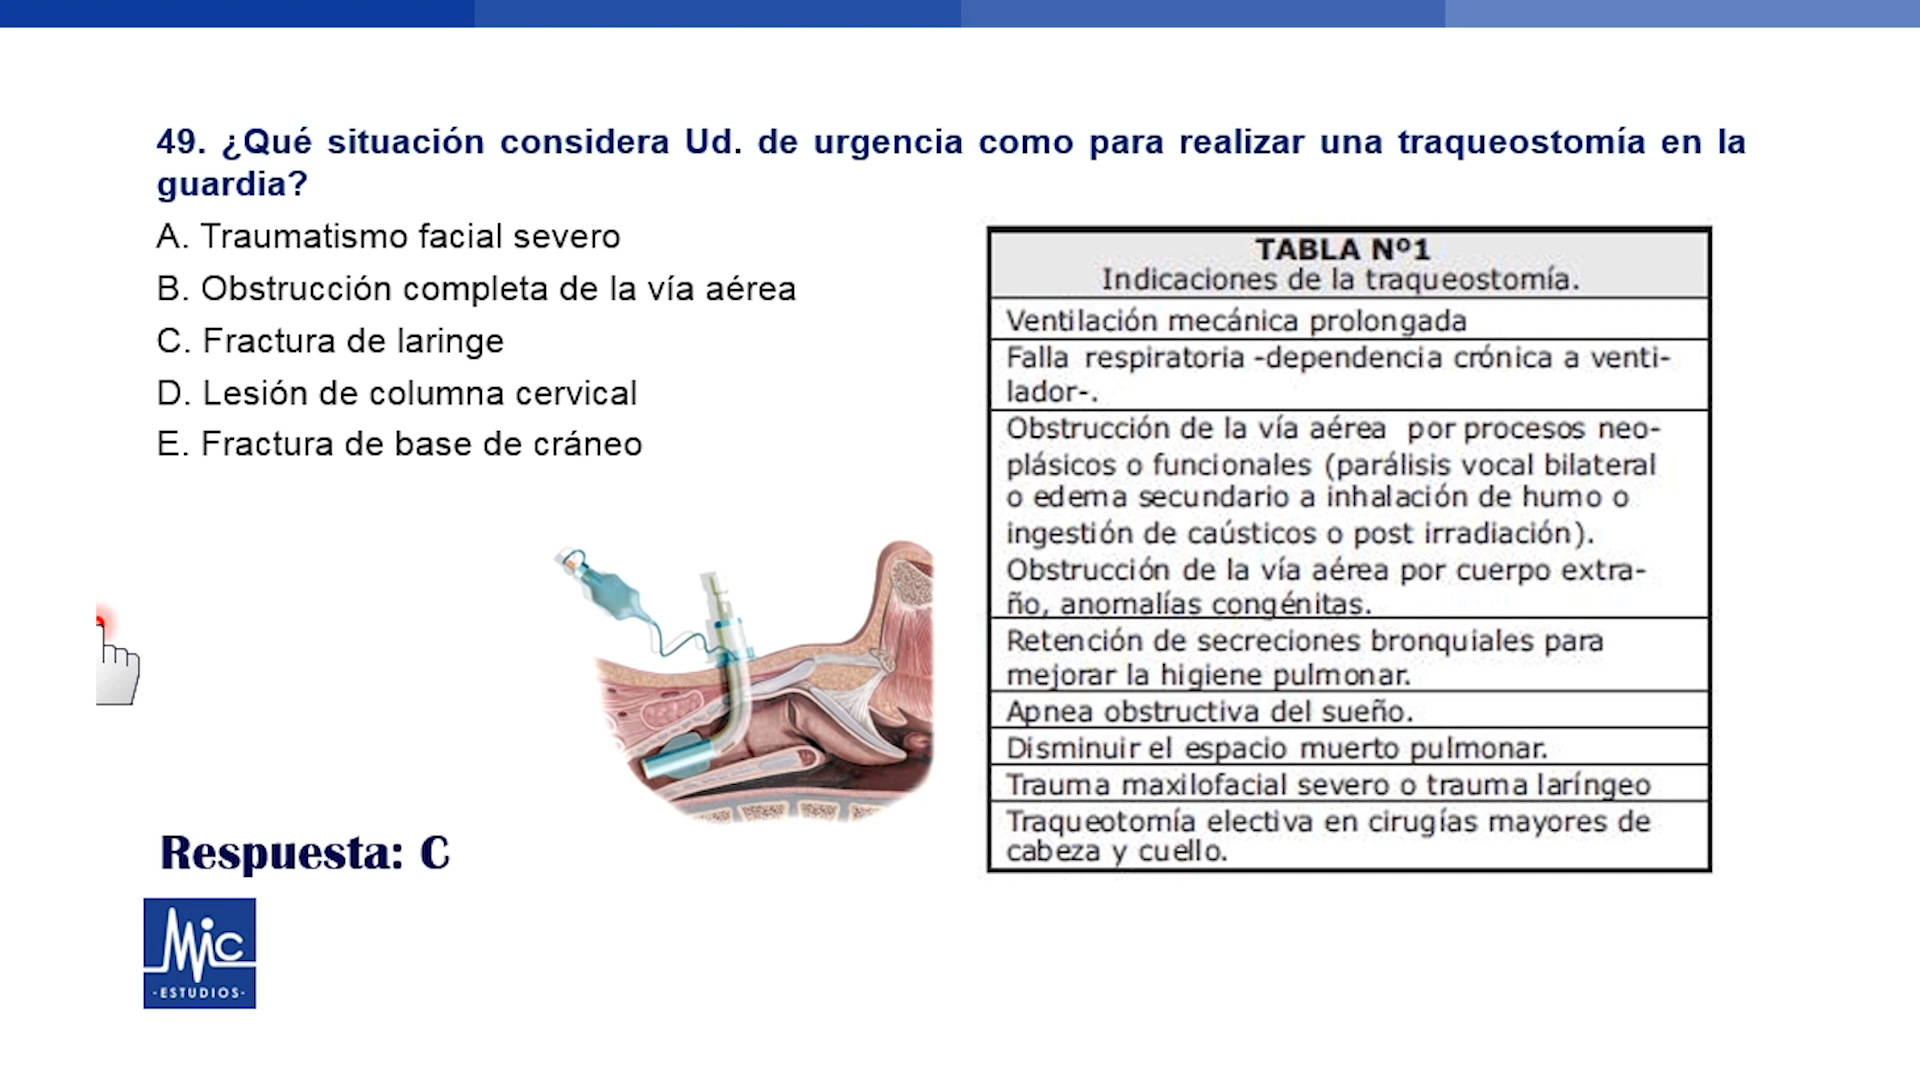 49. ¿Qué situación considera Ud. de urgencia como para realizar una traqueostomía en la
guardia?
A. Traumatismo facial severo
B. Obstrucción completa de la vía aérea
C. Fractura de laringe
D. Lesión de columna cervical
E. Fractura de base de cráneo
TABLA Nº1
Indicaciones de la traqueostomía.
Ventilación mecánica prolongada
Falla respiratoria -dependencia crónica a venti-
lador-.
Obstrucción de la vía aérea por procesos neo-
plásicos o funcionales (parálisis vocal bilateral
o edema secundario a inhalación de humo o
ingestión de caústicos o post irradiación).
Obstrucción de la vía aérea por cuerpo extra-
ño, anomalías congénitas.
Retención de secreciones bronquiales para
mejorar la higiene pulmonar.
Apnea obstructiva del sueño.
Disminuir el espacio muerto pulmonar.
Trauma maxilofacial severo o trauma laríngeo
Traqueotomía electiva en cirugías mayores de
cabeza y cuello.
Respuesta: C
Mic
-ESTUDIOS-